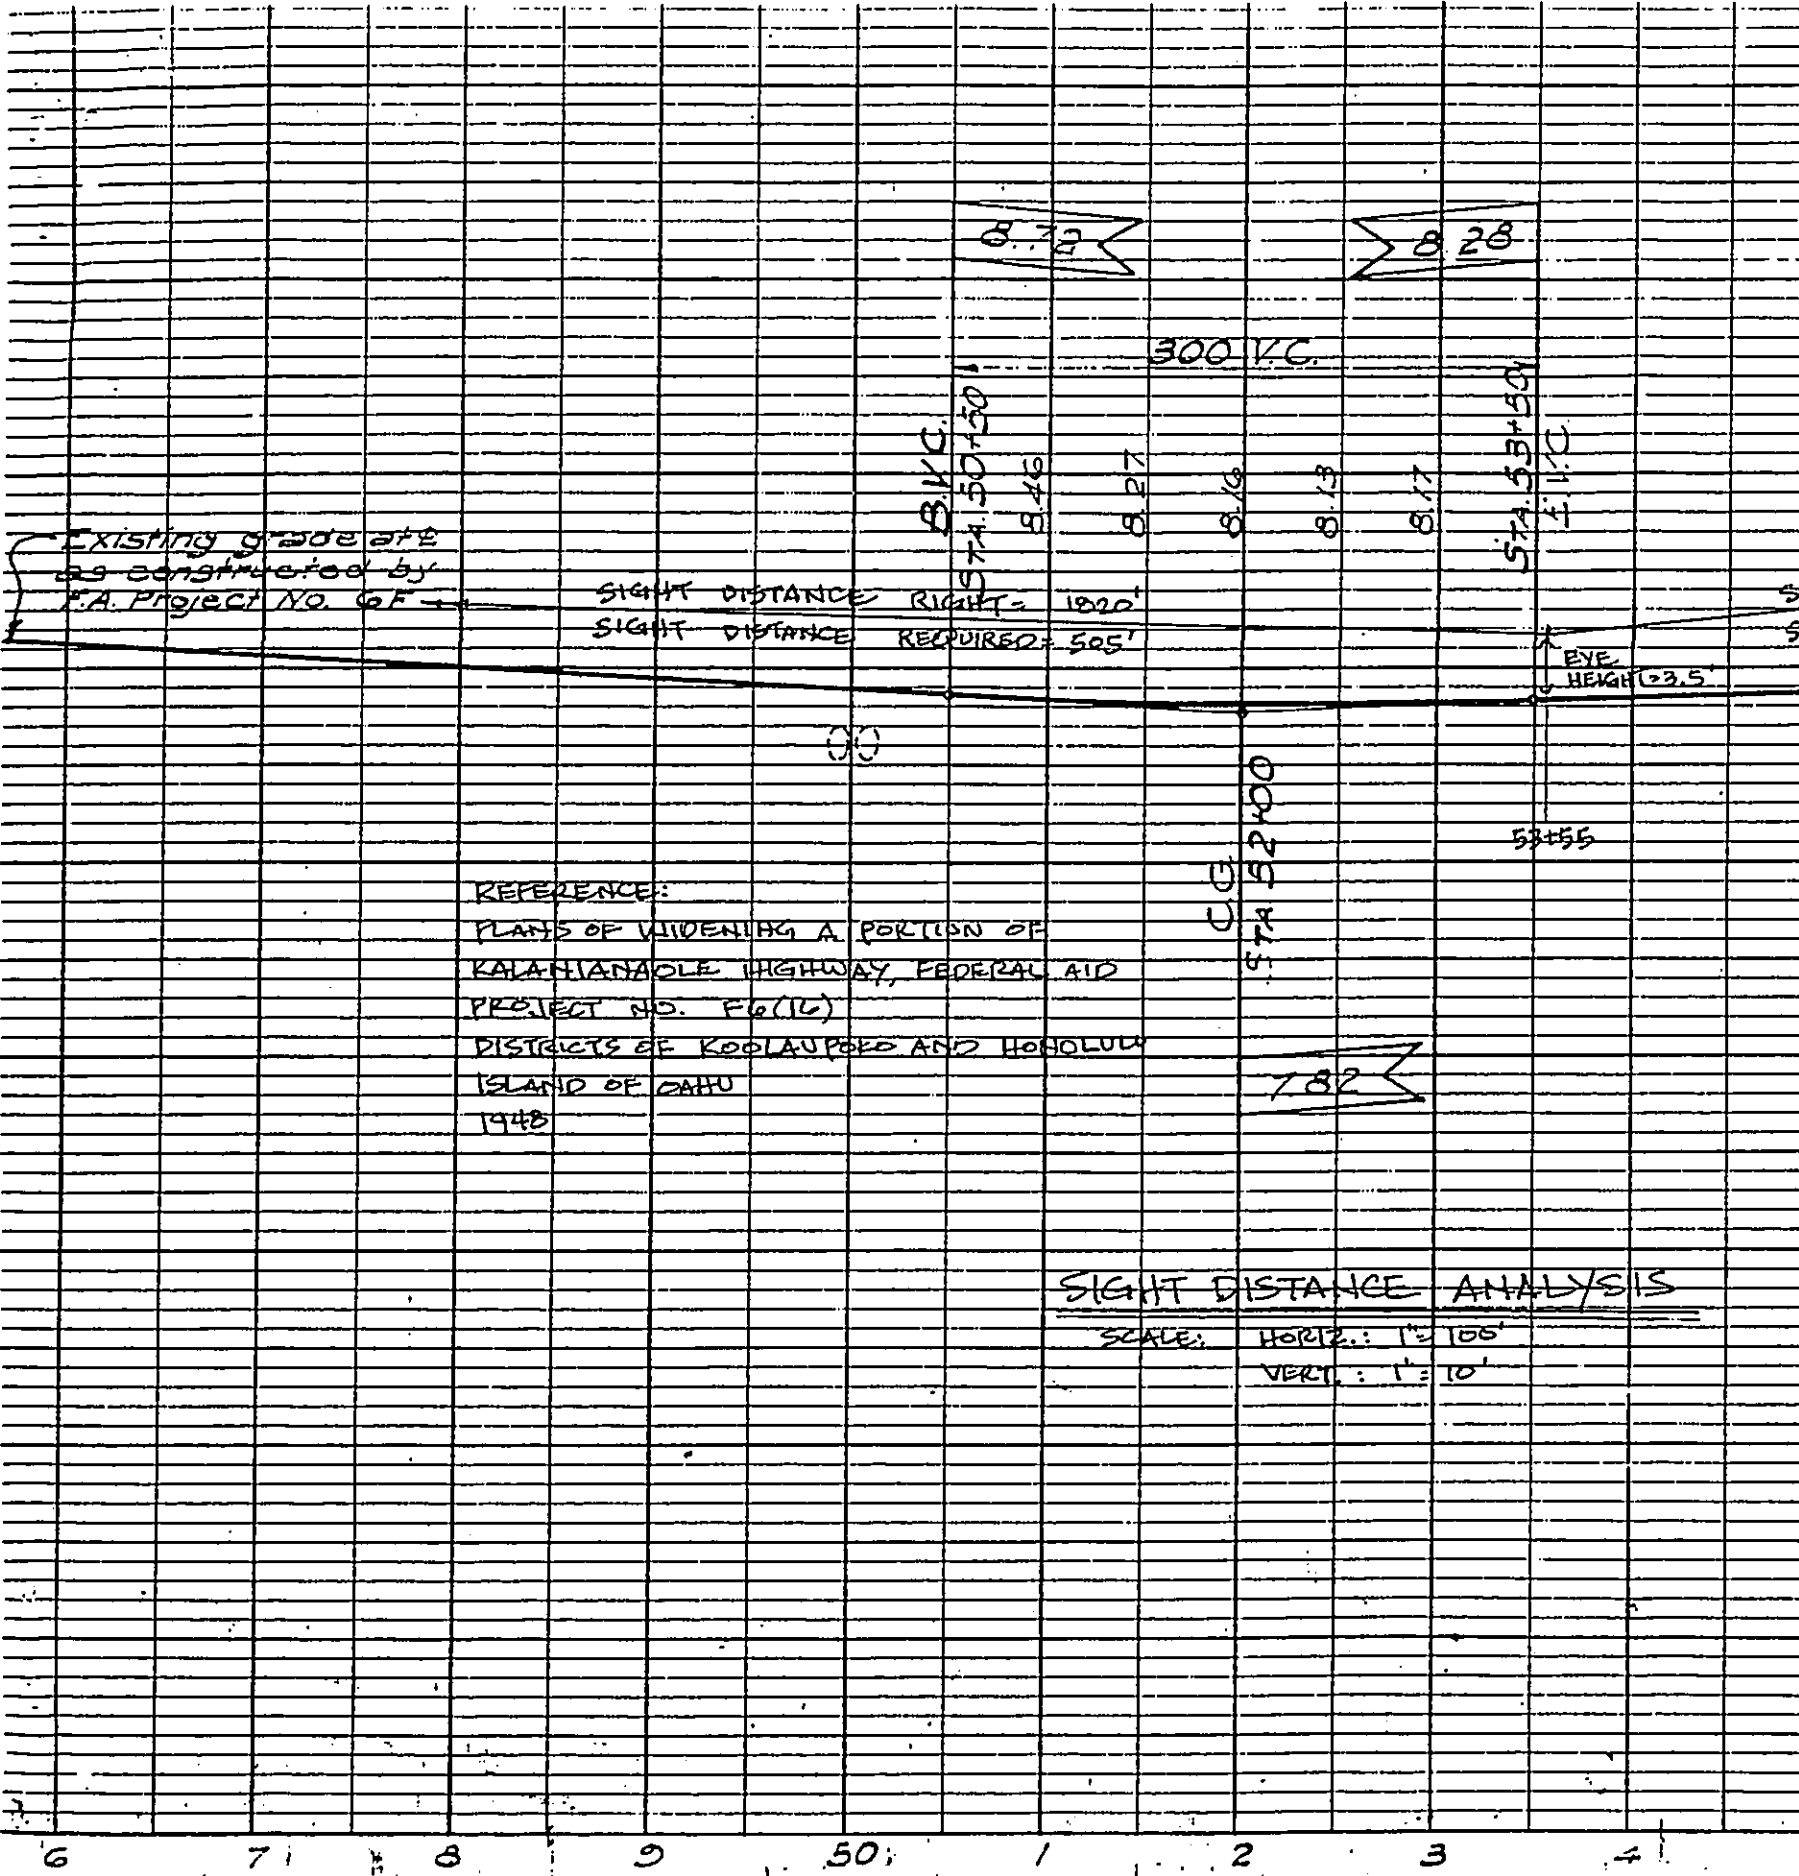 8.72
8.28
300 V.C.
B.V.C.
STA. 50+50
8.46
8.27
8.16
8.13
8.17
STA. 53+50
E.V.C.
Existing grade at ℄
as constructed by
F.A. Project No. 6F
SIGHT DISTANCE RIGHT = 1820'
SIGHT DISTANCE REQUIRED = 505'
S
S
EYE
HEIGHT=3.5'
C.G.
STA 52+00
53+55
REFERENCE:
PLANS OF WIDENING A PORTION OF
KALANIANAOLE HIGHWAY, FEDERAL AID
PROJECT NO. F6(16)
DISTRICTS OF KOOLAUPOKO AND HONOLULU
ISLAND OF OAHU
1948
7.82
SIGHT DISTANCE ANALYSIS
SCALE: HORIZ.: 1"=100'
VERT.: 1"=10'
6 7 8 9 50 1 2 3 4